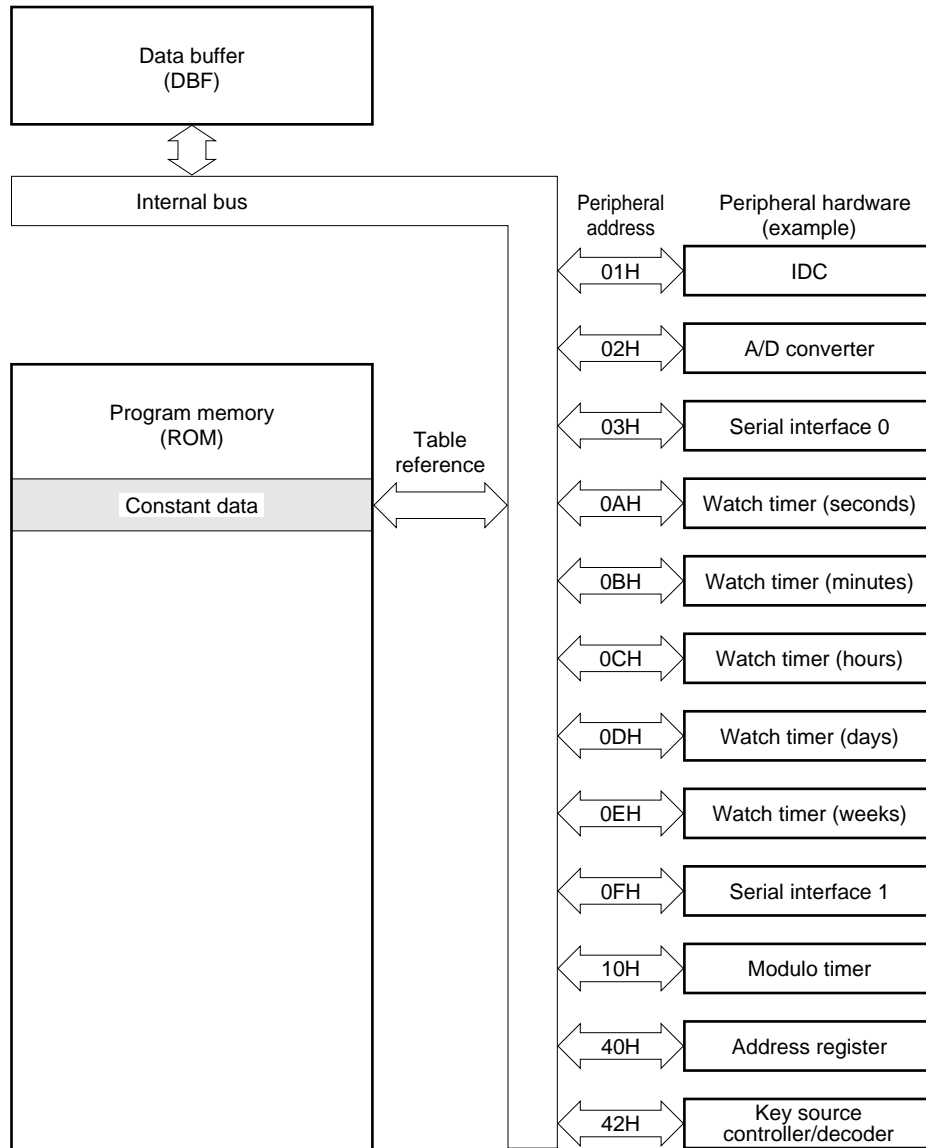 Data buffer
(DBF)
Internal bus
Peripheral
address
Peripheral hardware
(example)
01H
IDC
02H
A/D converter
Program memory
(ROM)
Table
reference
Constant data
03H
Serial interface 0
0AH
Watch timer (seconds)
0BH
Watch timer (minutes)
0CH
Watch timer (hours)
0DH
Watch timer (days)
0EH
Watch timer (weeks)
0FH
Serial interface 1
10H
Modulo timer
40H
Address register
42H
Key source
controller/decoder